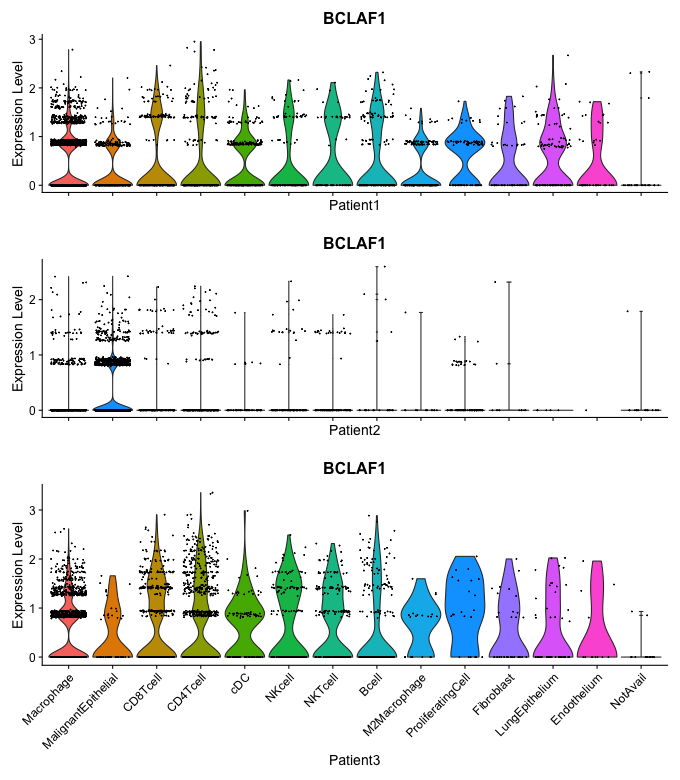 BCLAF1
Expression Level
3
2
1
0
Patient1
BCLAF1
Expression Level
2
1
0
Patient2
BCLAF1
Expression Level
3
2
1
0
Macrophage
MalignantEpithelial
CD8Tcell
CD4Tcell
cDC
NKcell
NKTcell
Bcell
M2Macrophage
ProliferatingCell
Fibroblast
LungEpithelium
Endothelium
NotAvail
Patient3